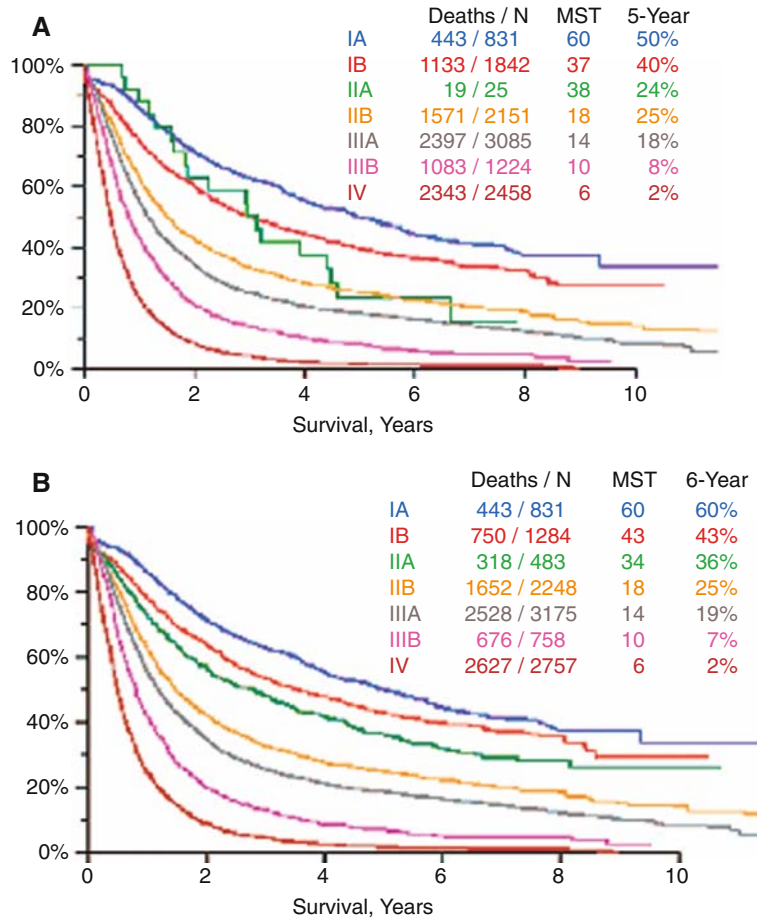 A
Deaths / N MST 5-Year
IA 443 / 831 60 50%
IB 1133 / 1842 37 40%
IIA 19 / 25 38 24%
IIB 1571 / 2151 18 25%
IIIA 2397 / 3085 14 18%
IIIB 1083 / 1224 10 8%
IV 2343 / 2458 6 2%
100%
80%
60%
40%
20%
0%
0 2 4 6 8 10
Survival, Years
B
Deaths / N MST 6-Year
IA 443 / 831 60 60%
IB 750 / 1284 43 43%
IIA 318 / 483 34 36%
IIB 1652 / 2248 18 25%
IIIA 2528 / 3175 14 19%
IIIB 676 / 758 10 7%
IV 2627 / 2757 6 2%
100%
80%
60%
40%
20%
0%
0 2 4 6 8 10
Survival, Years